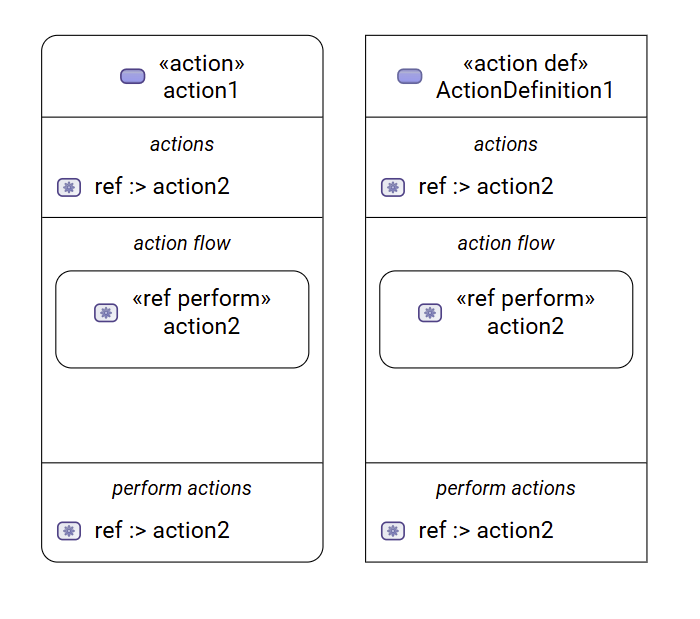 «action»
action1
actions
ref :> action2
action flow
«ref perform»
action2
perform actions
ref :> action2
«action def»
ActionDefinition1
actions
ref :> action2
action flow
«ref perform»
action2
perform actions
ref :> action2